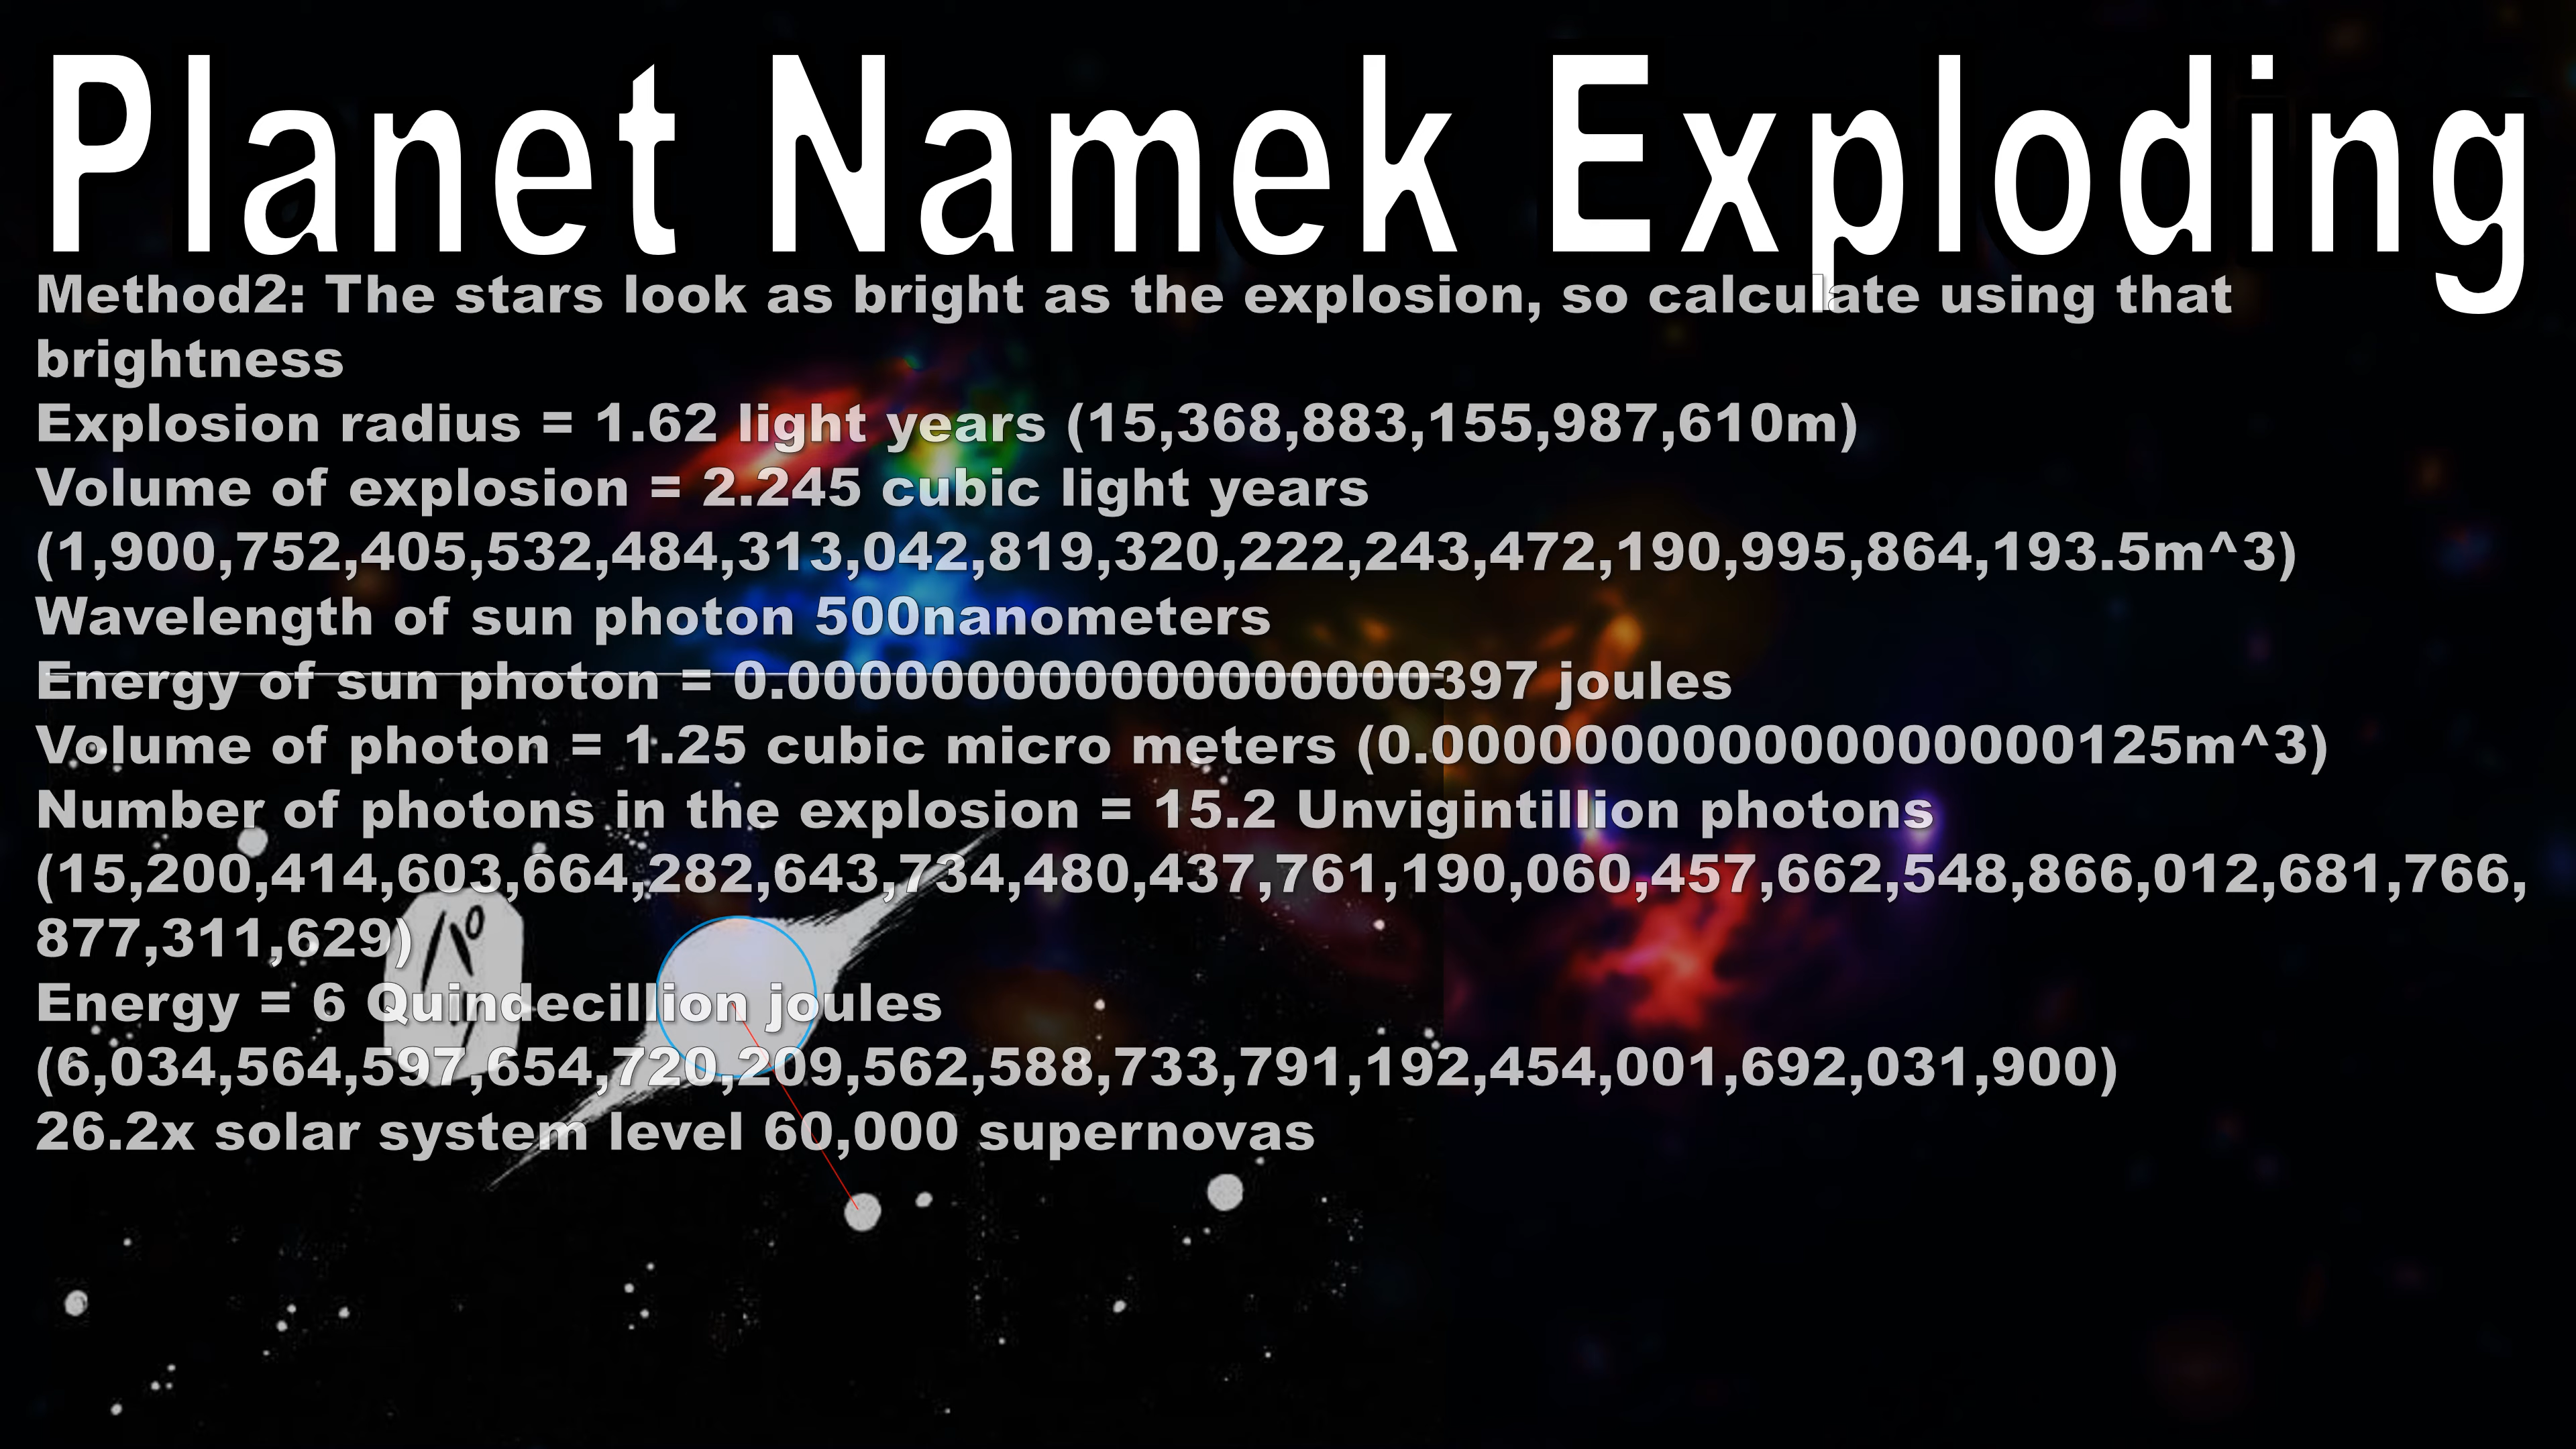 Planet Namek Exploding
Method2: The stars look as bright as the explosion, so calculate using that
brightness
Explosion radius = 1.62 light years (15,368,883,155,987,610m)
Volume of explosion = 2.245 cubic light years
(1,900,752,405,532,484,313,042,819,320,222,243,472,190,995,864,193.5m^3)
Wavelength of sun photon 500nanometers
Energy of sun photon = 0.000000000000000000397 joules
Volume of photon = 1.25 cubic micro meters (0.000000000000000000125m^3)
Number of photons in the explosion = 15.2 Unvigintillion photons
(15,200,414,603,664,282,643,734,480,437,761,190,060,457,662,548,866,012,681,766,
877,311,629)
Energy = 6 Quindecillion joules
(6,034,564,597,654,720,209,562,588,733,791,192,454,001,692,031,900)
26.2x solar system level 60,000 supernovas